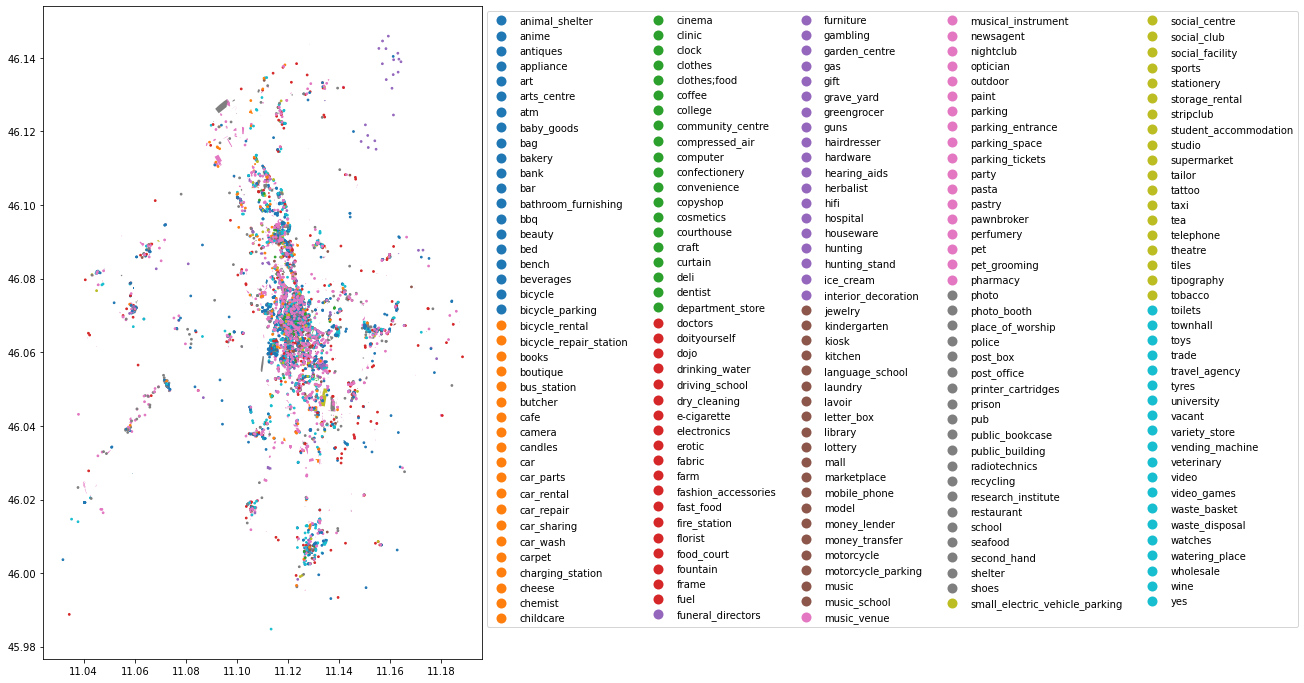 46.14
46.12
46.10
46.08
46.06
46.04
46.02
46.00
45.98
11.04 11.06 11.08 11.10 11.12 11.14 11.16 11.18
animal_shelter
anime
antiques
appliance
art
arts_centre
atm
baby_goods
bag
bakery
bank
bar
bathroom_furnishing
bbq
beauty
bed
bench
beverages
bicycle
bicycle_parking
bicycle_rental
bicycle_repair_station
books
boutique
bus_station
butcher
cafe
camera
candles
car
car_parts
car_rental
car_repair
car_sharing
car_wash
carpet
charging_station
cheese
chemist
childcare
cinema
clinic
clock
clothes
clothes;food
coffee
college
community_centre
compressed_air
computer
confectionery
convenience
copyshop
cosmetics
courthouse
craft
curtain
deli
dentist
department_store
doctors
doityourself
dojo
drinking_water
driving_school
dry_cleaning
e-cigarette
electronics
erotic
fabric
farm
fashion_accessories
fast_food
fire_station
florist
food_court
fountain
frame
fuel
funeral_directors
furniture
gambling
garden_centre
gas
gift
grave_yard
greengrocer
guns
hairdresser
hardware
hearing_aids
herbalist
hifi
hospital
houseware
hunting
hunting_stand
ice_cream
interior_decoration
jewelry
kindergarten
kiosk
kitchen
language_school
laundry
lavoir
letter_box
library
lottery
mall
marketplace
mobile_phone
model
money_lender
money_transfer
motorcycle
motorcycle_parking
music
music_school
music_venue
musical_instrument
newsagent
nightclub
optician
outdoor
paint
parking
parking_entrance
parking_space
parking_tickets
party
pasta
pastry
pawnbroker
perfumery
pet
pet_grooming
pharmacy
photo
photo_booth
place_of_worship
police
post_box
post_office
printer_cartridges
prison
pub
public_bookcase
public_building
radiotechnics
recycling
research_institute
restaurant
school
seafood
second_hand
shelter
shoes
small_electric_vehicle_parking
social_centre
social_club
social_facility
sports
stationery
storage_rental
stripclub
student_accommodation
studio
supermarket
tailor
tattoo
taxi
tea
telephone
theatre
tiles
tipography
tobacco
toilets
townhall
toys
trade
travel_agency
tyres
university
vacant
variety_store
vending_machine
veterinary
video
video_games
waste_basket
waste_disposal
watches
watering_place
wholesale
wine
yes